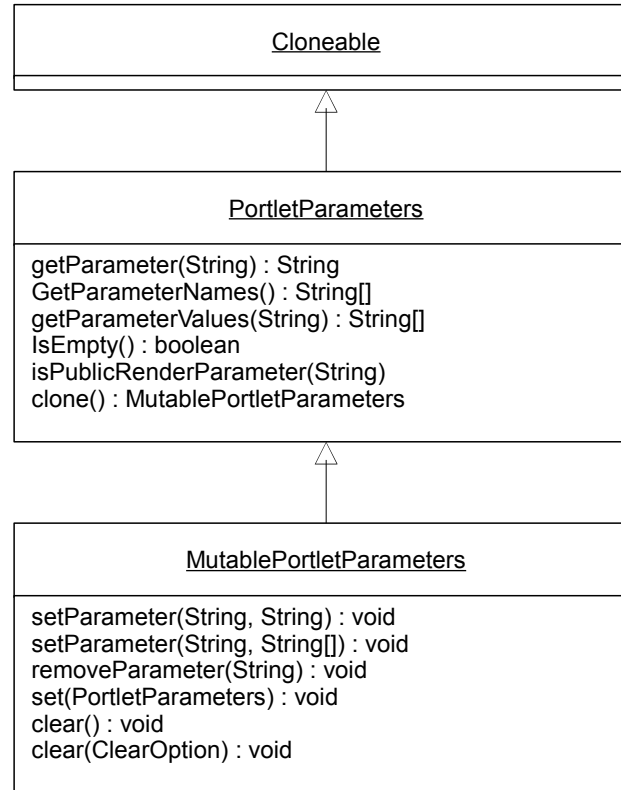 Cloneable
PortletParameters
getParameter(String) : String
GetParameterNames() : String[]
getParameterValues(String) : String[]
IsEmpty() : boolean
isPublicRenderParameter(String)
clone() : MutablePortletParameters
MutablePortletParameters
setParameter(String, String) : void
setParameter(String, String[]) : void
removeParameter(String) : void
set(PortletParameters) : void
clear() : void
clear(ClearOption) : void